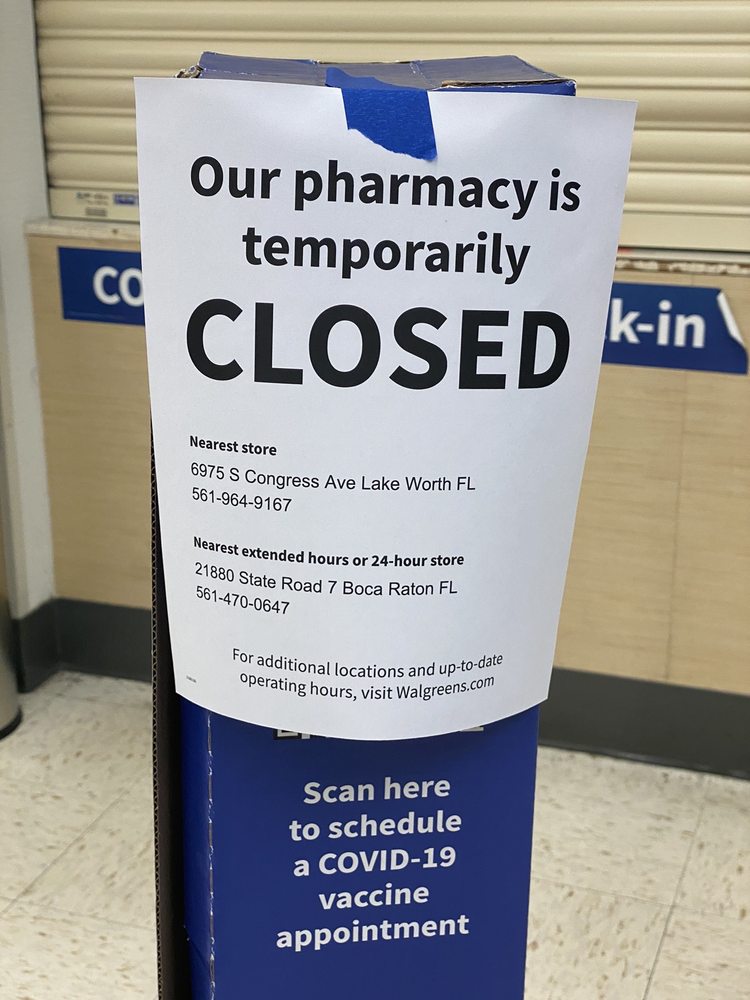 Our pharmacy is
temporarily
CLOSED
CO
k-in
Nearest store
6975 S Congress Ave Lake Worth FL
561-964-9167
Nearest extended hours or 24-hour store
21880 State Road 7 Boca Raton FL
561-470-0647
For additional locations and up-to-date
operating hours, visit Walgreens.com
Scan here
to schedule
a COVID-19
vaccine
appointment